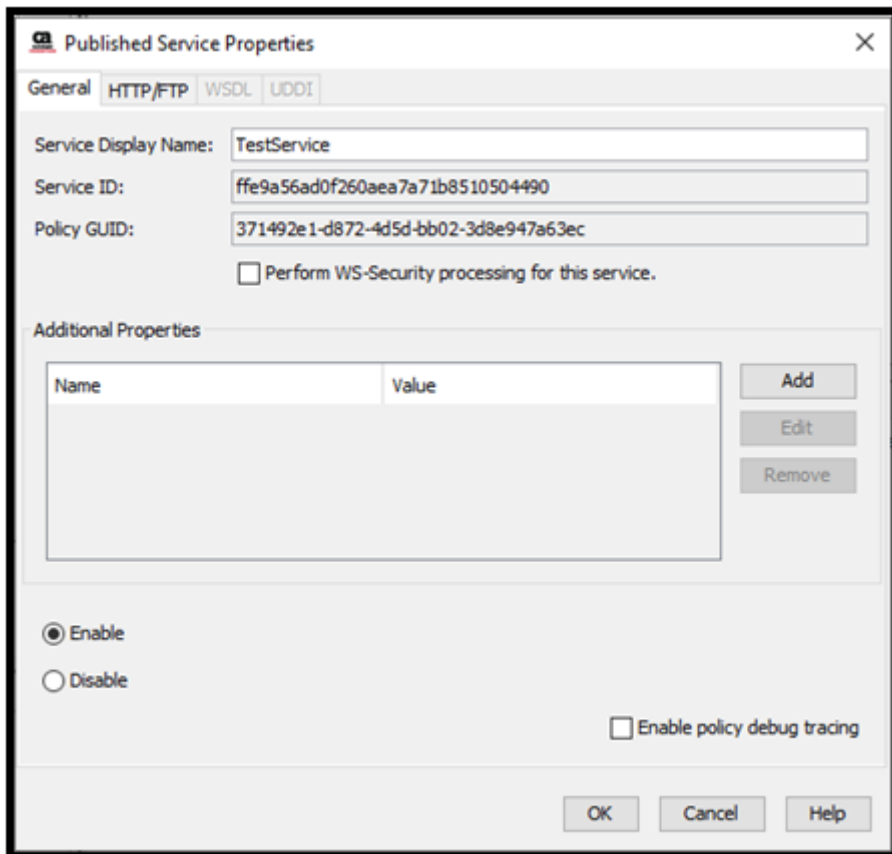 ca
Published Service Properties
General HTTP/FTP WSDL UDDI
Service Display Name: TestService
Service ID: ffe9a56ad0f260aea7a71b8510504490
Policy GUID: 371492e1-d872-4d5d-bb02-3d8e947a63ec
Perform WS-Security processing for this service.
Additional Properties
Name Value
Add
Edit
Remove
Enable
Disable
Enable policy debug tracing
OK Cancel Help